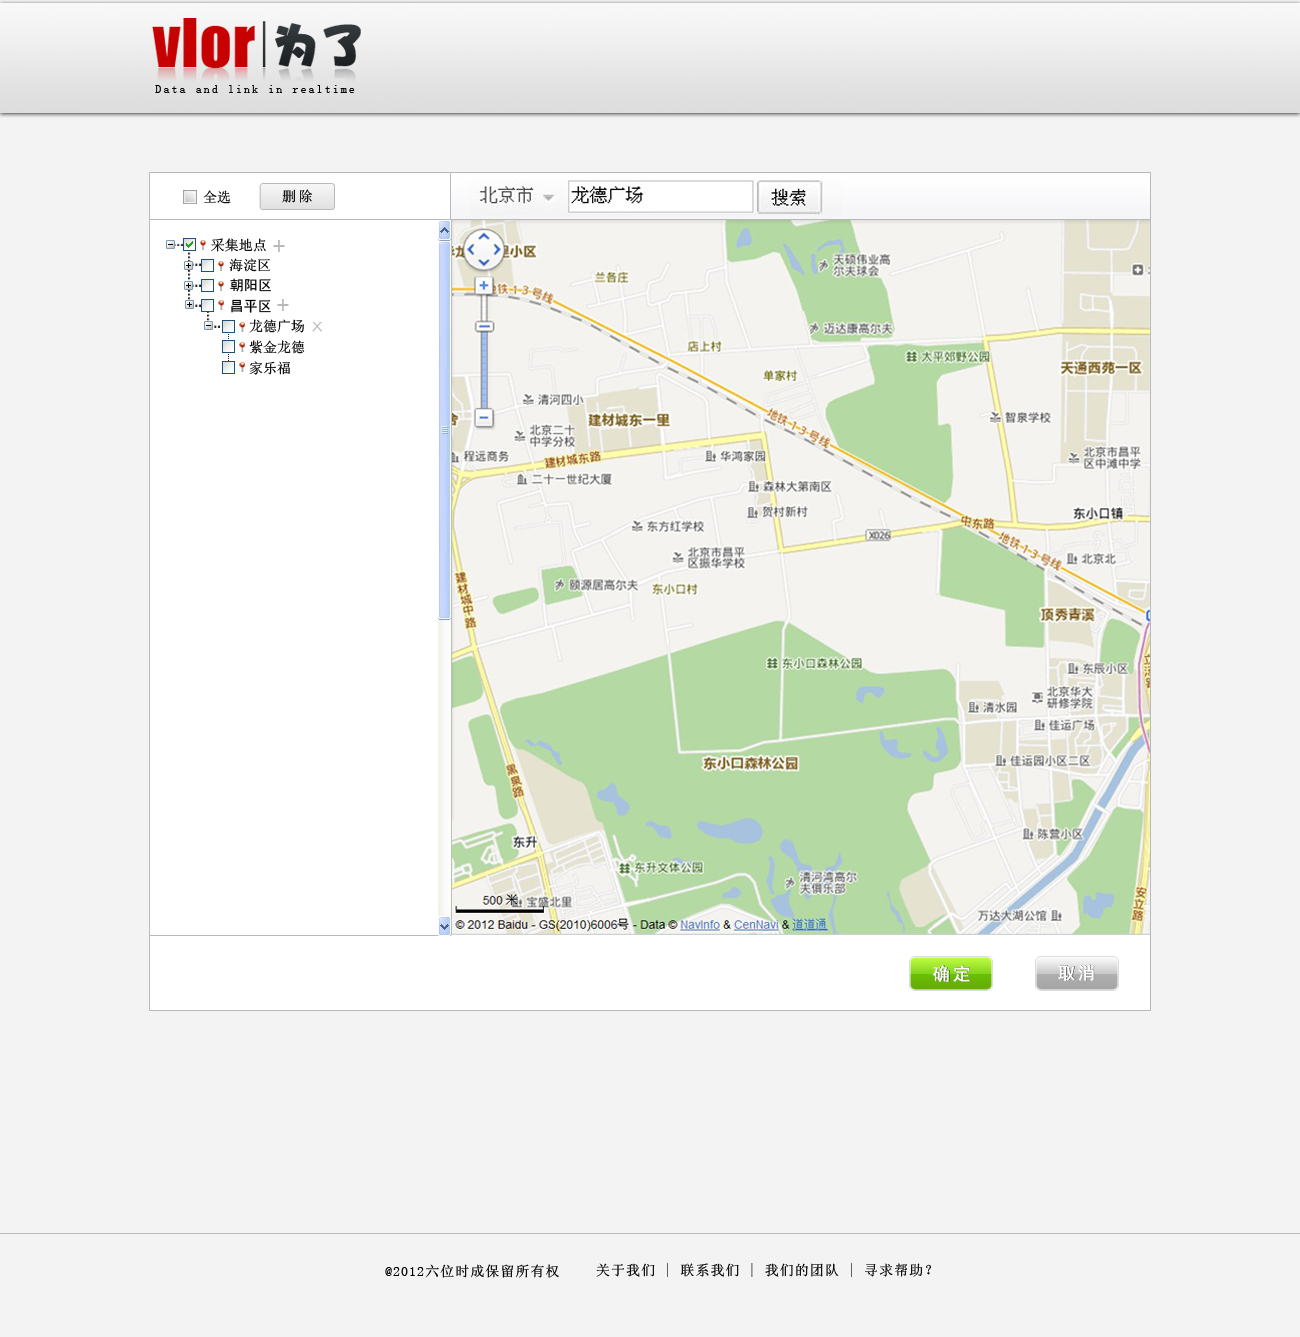 vlor|为了
Data and link in realtime
全选 删除
北京市 龙德广场 搜索
采集地点
海淀区
朝阳区
昌平区
龙德广场
紫金龙德
家乐福
里小区
兰各庄
天硕伟业高
尔夫球会
地铁13号线
迈达康高尔夫
店上村
太平郊野公园
天通西苑一区
单家村
清河四小
建材城东一里
地铁13号线
智泉学校
北京二十
中学分校
程远商务
建材城东路
华鸿家园
北京市昌平
区中滩中学
二十一世纪大厦
森林大第南区
贺村新村
东小口镇
东方红学校
中东路
X026
地铁13号线
北京市昌平
区振华学校
北京北
建材城中路
颐源居高尔夫
东小口村
顶秀青溪
东小口森林公园
东辰小区
北京华大
研修学院
清水园
佳运广场
东小口森林公园
佳运园小区二区
黑泉路
陈营小区
东升
东升文体公园
清河湾高尔
夫俱乐部
安立路
500 米
宝盛北里
万达大湖公馆
© 2012 Baidu - GS(2010)6006号 - Data © NavInfo & CenNavi & 道道通
确定 取消
@2012六位时成保留所有权 关于我们 | 联系我们 | 我们的团队 | 寻求帮助?